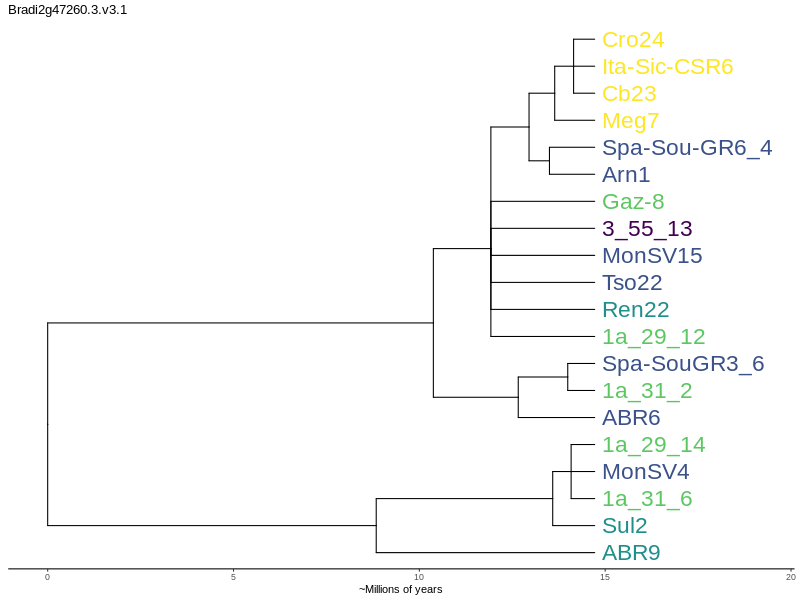 Bradi2g47260.3.v3.1
Cro24
Ita-Sic-CSR6
Cb23
Meg7
Spa-Sou-GR6_4
Arn1
Gaz-8
3_55_13
MonSV15
Tso22
Ren22
1a_29_12
Spa-SouGR3_6
1a_31_2
ABR6
1a_29_14
MonSV4
1a_31_6
Sul2
ABR9
0 5 10 15 20
~Millions of years